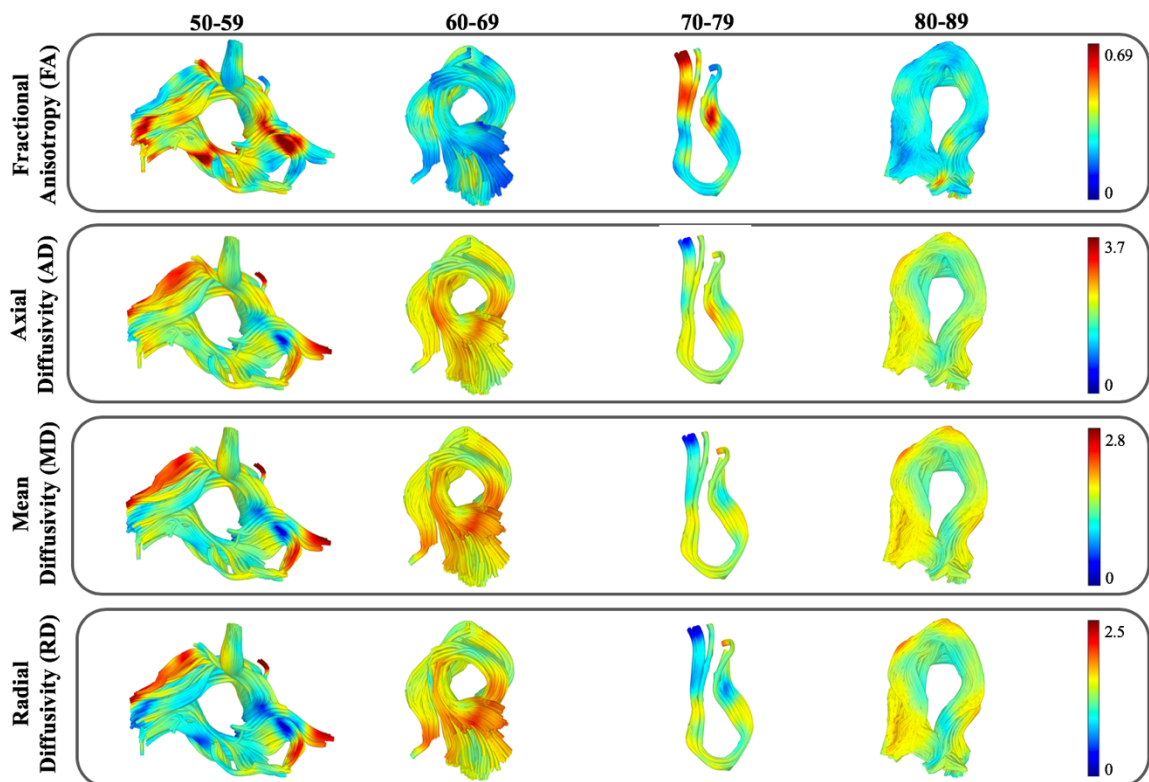 50-59 60-69 70-79 80-89
Fractional
Anisotropy (FA)
0.69
0
Axial
Diffusivity (AD)
3.7
0
Mean
Diffusivity (MD)
2.8
0
Radial
Diffusivity (RD)
2.5
0